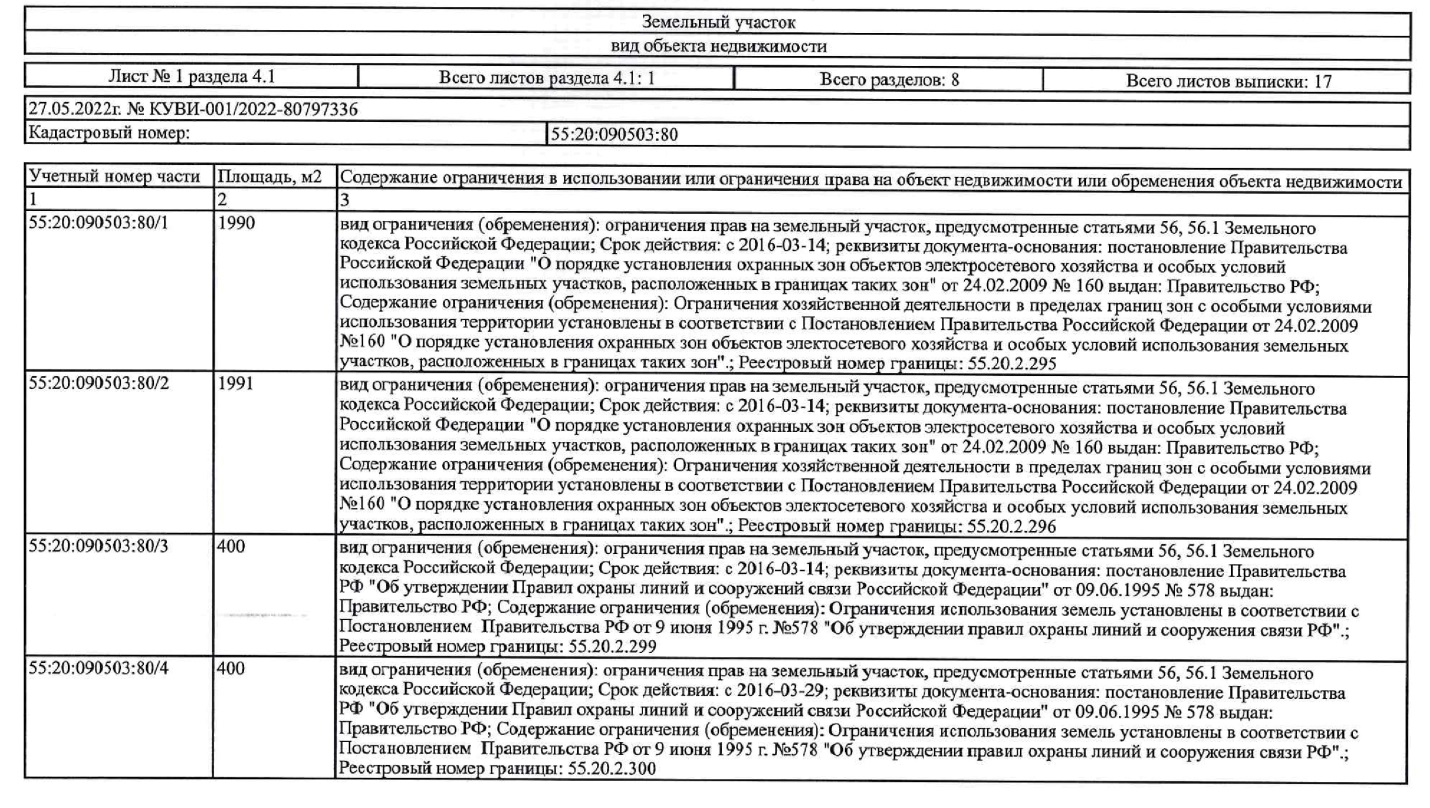 Земельный участок
вид объекта недвижимости
Лист № 1 раздела 4.1
Всего листов раздела 4.1: 1
Всего разделов: 8
Всего листов выписки: 17
27.05.2022г. № КУВИ-001/2022-80797336
Кадастровый номер:
55:20:090503:80
Учетный номер части
Площадь, м2
Содержание ограничения в использовании или ограничения права на объект недвижимости или обременения объекта недвижимости
1
2
3
55:20:090503:80/1
1990
вид ограничения (обременения): ограничения прав на земельный участок, предусмотренные статьями 56, 56.1 Земельного
кодекса Российской Федерации; Срок действия: с 2016-03-14; реквизиты документа-основания: постановление Правительства
Российской Федерации "О порядке установления охранных зон объектов электросетевого хозяйства и особых условий
использования земельных участков, расположенных в границах таких зон" от 24.02.2009 № 160 выдан: Правительство РФ;
Содержание ограничения (обременения): Ограничения хозяйственной деятельности в пределах границ зон с особыми условиями
использования территории установлены в соответствии с Постановлением Правительства Российской Федерации от 24.02.2009
№160 "О порядке установления охранных зон объектов электосетевого хозяйства и особых условий использования земельных
участков, расположенных в границах таких зон".; Реестровый номер границы: 55.20.2.295
55:20:090503:80/2
1991
вид ограничения (обременения): ограничения прав на земельный участок, предусмотренные статьями 56, 56.1 Земельного
кодекса Российской Федерации; Срок действия: с 2016-03-14; реквизиты документа-основания: постановление Правительства
Российской Федерации "О порядке установления охранных зон объектов электросетевого хозяйства и особых условий
использования земельных участков, расположенных в границах таких зон" от 24.02.2009 № 160 выдан: Правительство РФ;
Содержание ограничения (обременения): Ограничения хозяйственной деятельности в пределах границ зон с особыми условиями
использования территории установлены в соответствии с Постановлением Правительства Российской Федерации от 24.02.2009
№160 "О порядке установления охранных зон объектов электосетевого хозяйства и особых условий использования земельных
участков, расположенных в границах таких зон".; Реестровый номер границы: 55.20.2.296
55:20:090503:80/3
400
вид ограничения (обременения): ограничения прав на земельный участок, предусмотренные статьями 56, 56.1 Земельного
кодекса Российской Федерации; Срок действия: с 2016-03-14; реквизиты документа-основания: постановление Правительства
РФ "Об утверждении Правил охраны линий и сооружений связи Российской Федерации" от 09.06.1995 № 578 выдан:
Правительство РФ; Содержание ограничения (обременения): Ограничения использования земель установлены в соответствии с
Постановлением Правительства РФ от 9 июня 1995 г. №578 "Об утверждении правил охраны линий и сооружения связи РФ".;
Реестровый номер границы: 55.20.2.299
55:20:090503:80/4
400
вид ограничения (обременения): ограничения прав на земельный участок, предусмотренные статьями 56, 56.1 Земельного
кодекса Российской Федерации; Срок действия: с 2016-03-29; реквизиты документа-основания: постановление Правительства
РФ "Об утверждении Правил охраны линий и сооружений связи Российской Федерации" от 09.06.1995 № 578 выдан:
Правительство РФ; Содержание ограничения (обременения): Ограничения использования земель установлены в соответствии с
Постановлением Правительства РФ от 9 июня 1995 г. №578 "Об утверждении правил охраны линий и сооружения связи РФ".;
Реестровый номер границы: 55.20.2.300